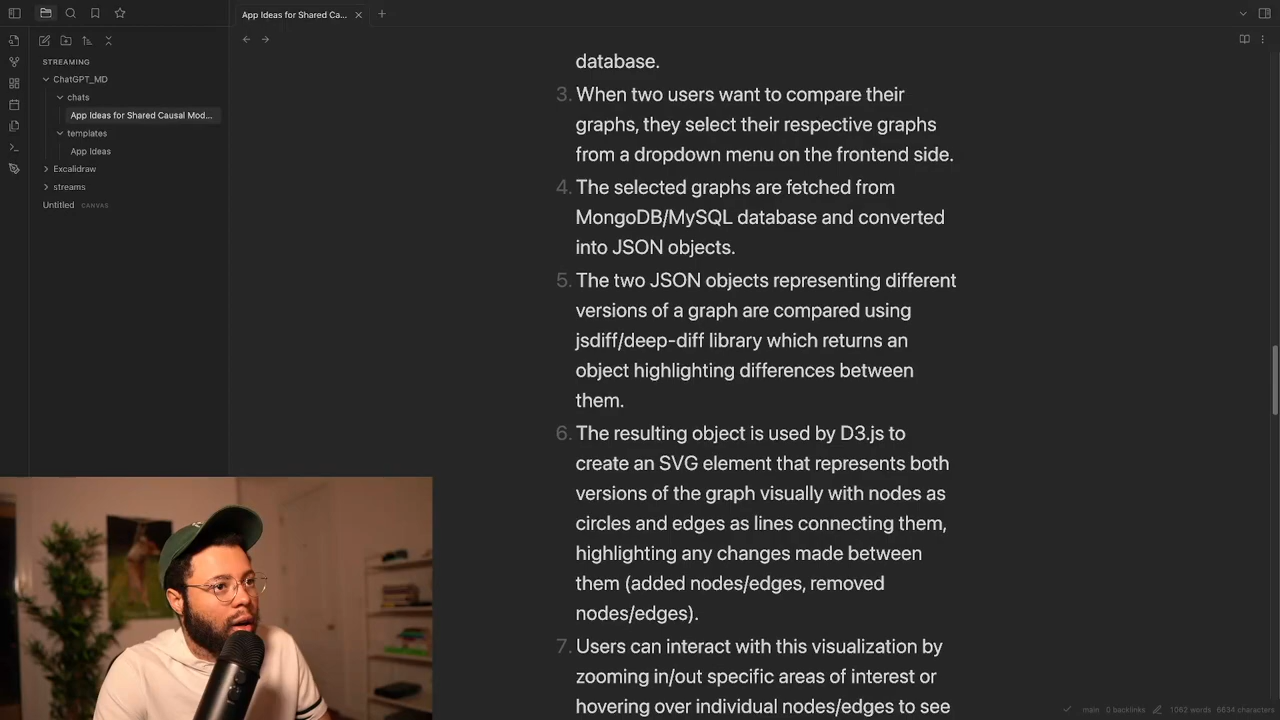 App Ideas for Shared Ca...
STREAMING
ChatGPT_MD
chats
App Ideas for Shared Causal Mod...
templates
App Ideas
Excalidraw
streams
Untitled CANVAS
database.
3. When two users want to compare their
graphs, they select their respective graphs
from a dropdown menu on the frontend side.
4. The selected graphs are fetched from
MongoDB/MySQL database and converted
into JSON objects.
5. The two JSON objects representing different
versions of a graph are compared using
jsdiff/deep-diff library which returns an
object highlighting differences between
them.
6. The resulting object is used by D3.js to
create an SVG element that represents both
versions of the graph visually with nodes as
circles and edges as lines connecting them,
highlighting any changes made between
them (added nodes/edges, removed
nodes/edges).
7. Users can interact with this visualization by
zooming in/out specific areas of interest or
hovering over individual nodes/edges to see
main 0 backlinks 1062 words 6634 characters